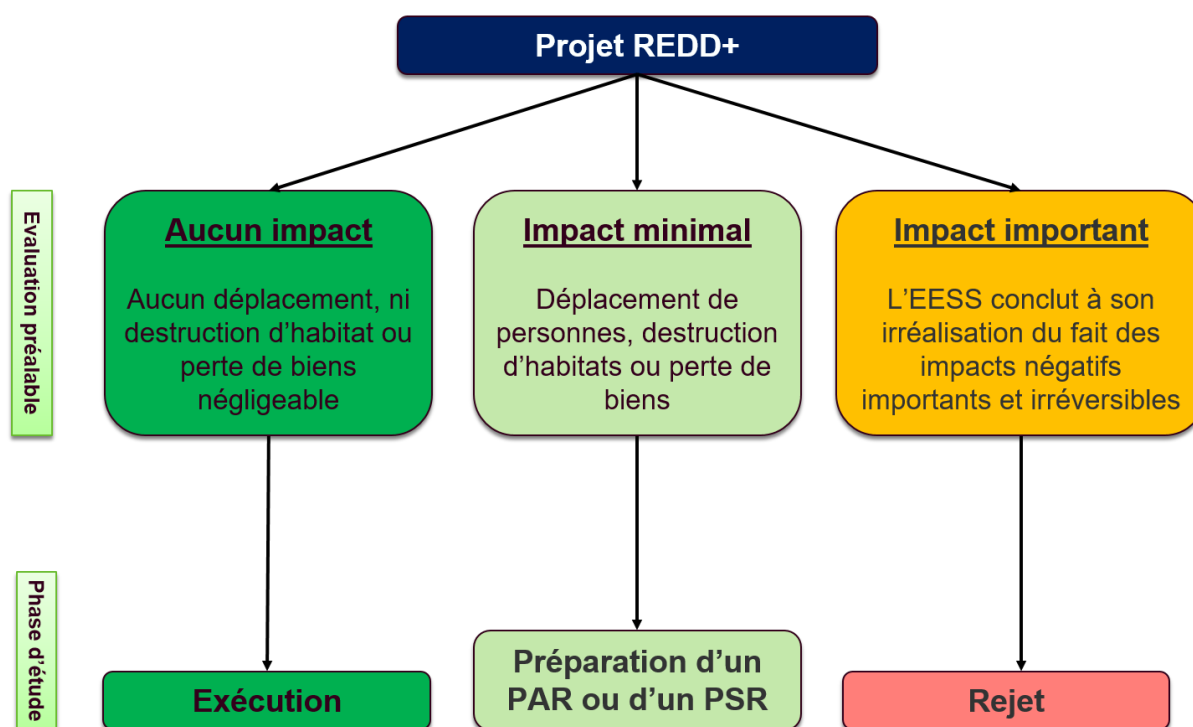 Projet REDD+
Evaluation préalable
Aucun impact
Aucun déplacement, ni
destruction d’habitat ou
perte de biens
négligeable
Impact minimal
Déplacement de
personnes, destruction
d’habitats ou perte de
biens
Impact important
L’EESS conclut à son
irréalisation du fait des
impacts négatifs
importants et irréversibles
Phase d’étude
Exécution
Préparation d’un
PAR ou d’un PSR
Rejet